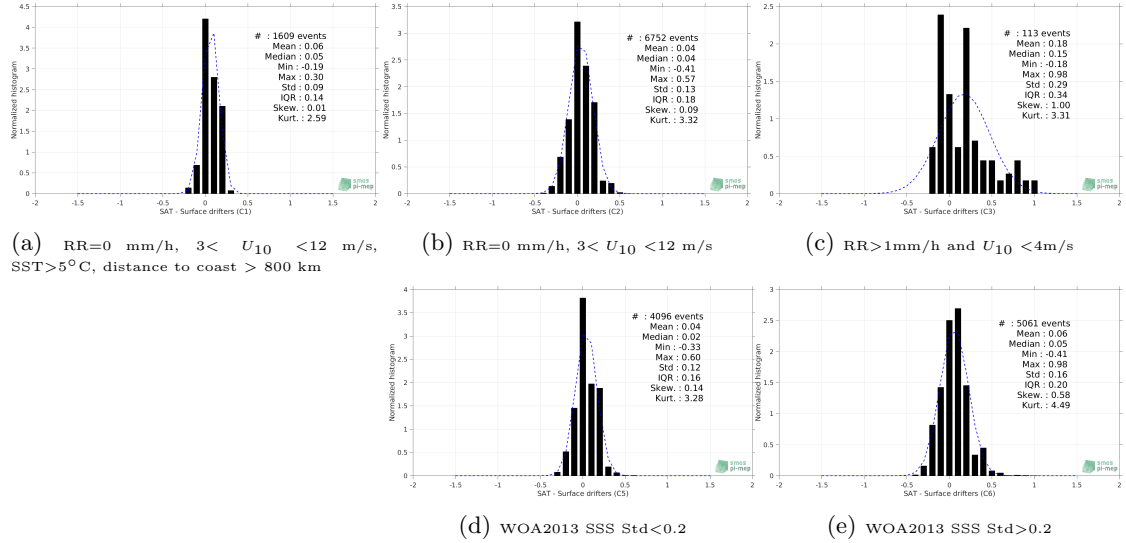 4.5
4
3.5
3
2.5
2
1.5
1
0.5
0
Normalized histogram
# : 1609 events
Mean : 0.06
Median : 0.05
Min : -0.19
Max : 0.30
Std : 0.09
IQR : 0.14
Skew. : 0.01
Kurt. : 2.59
smos
pi-mep
-2 -1.5 -1 -0.5 0 0.5 1 1.5 2
SAT - Surface drifters (C1)
(a) RR=0 mm/h, 3< U10 <12 m/s,
SST>5°C, distance to coast > 800 km
3.5
3
2.5
2
1.5
1
0.5
0
Normalized histogram
# : 6752 events
Mean : 0.04
Median : 0.04
Min : -0.41
Max : 0.57
Std : 0.13
IQR : 0.18
Skew. : 0.09
Kurt. : 3.32
smos
pi-mep
-2 -1.5 -1 -0.5 0 0.5 1 1.5 2
SAT - Surface drifters (C2)
(b) RR=0 mm/h, 3< U10 <12 m/s
2.5
2
1.5
1
0.5
0
Normalized histogram
# : 113 events
Mean : 0.18
Median : 0.15
Min : -0.18
Max : 0.98
Std : 0.29
IQR : 0.34
Skew. : 1.00
Kurt. : 3.31
smos
pi-mep
-2 -1.5 -1 -0.5 0 0.5 1 1.5 2
SAT - Surface drifters (C3)
(c) RR>1mm/h and U10 <4m/s
4
3.5
3
2.5
2
1.5
1
0.5
0
Normalized histogram
# : 4096 events
Mean : 0.04
Median : 0.02
Min : -0.33
Max : 0.60
Std : 0.12
IQR : 0.16
Skew. : 0.14
Kurt. : 3.28
smos
pi-mep
-2 -1.5 -1 -0.5 0 0.5 1 1.5 2
SAT - Surface drifters (C5)
(d) WOA2013 SSS Std<0.2
3
2.5
2
1.5
1
0.5
0
Normalized histogram
# : 5061 events
Mean : 0.06
Median : 0.05
Min : -0.41
Max : 0.98
Std : 0.16
IQR : 0.20
Skew. : 0.58
Kurt. : 4.49
smos
pi-mep
-2 -1.5 -1 -0.5 0 0.5 1 1.5 2
SAT - Surface drifters (C6)
(e) WOA2013 SSS Std>0.2